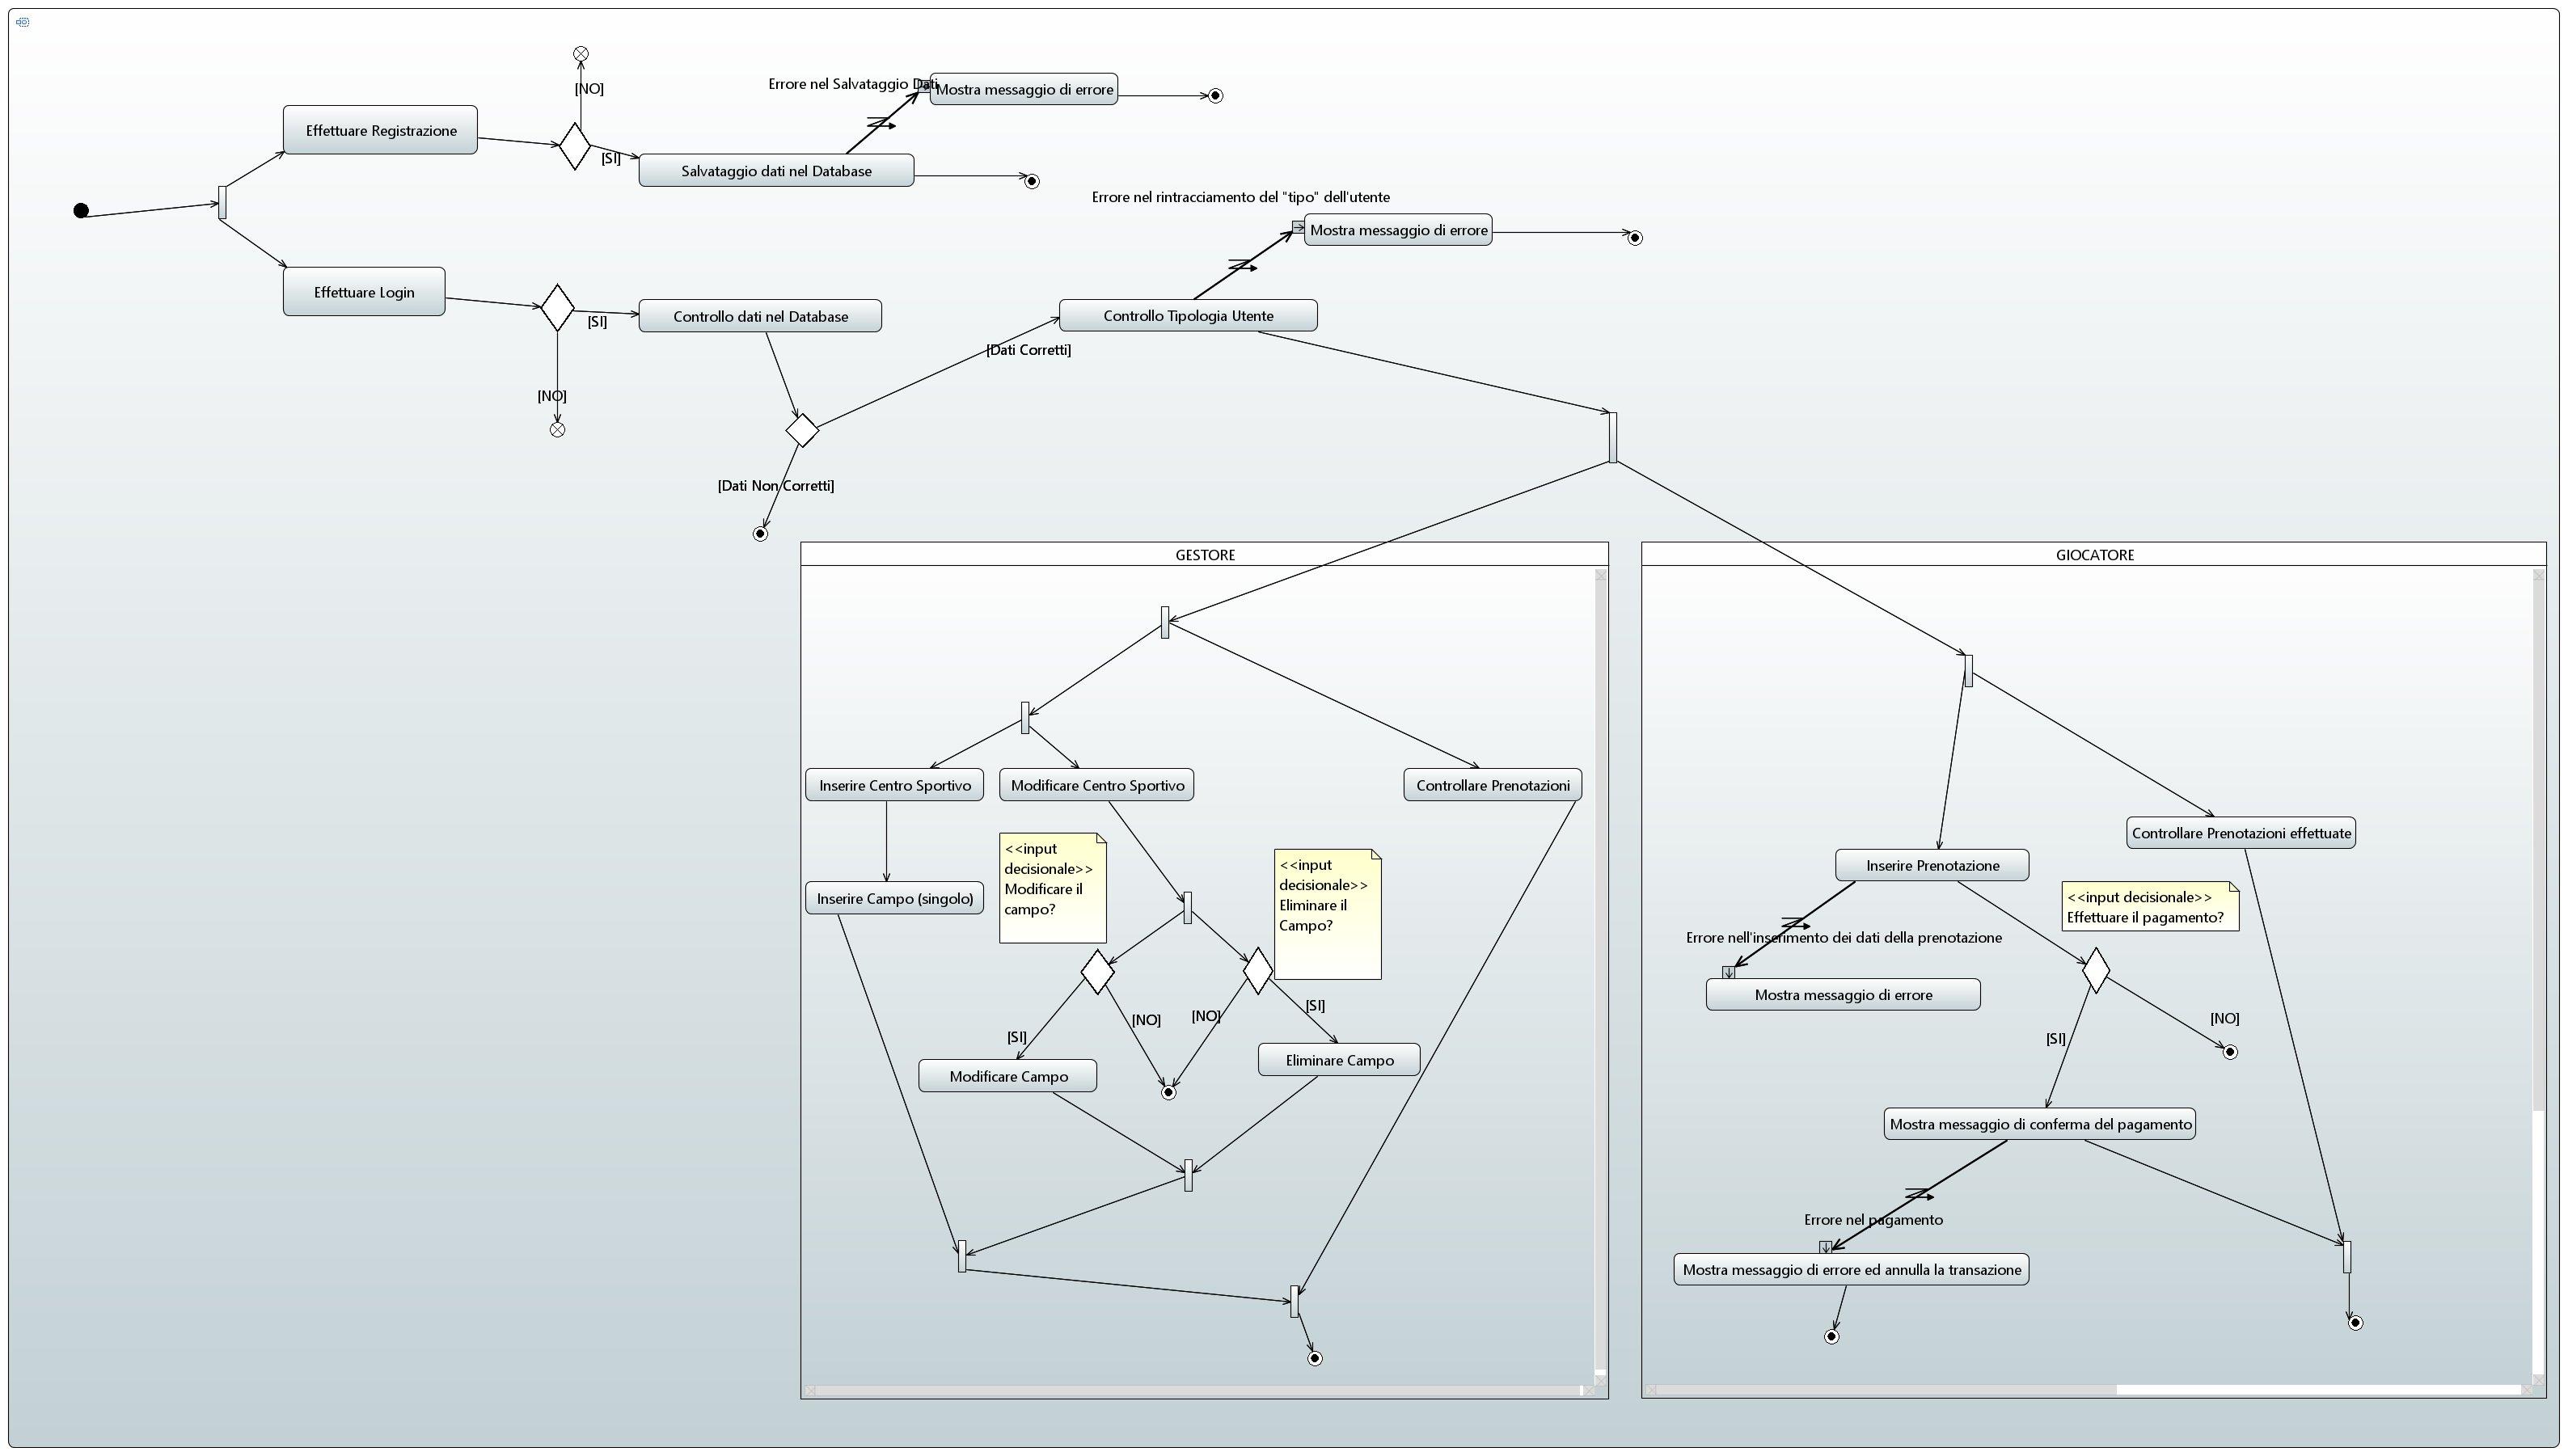 [NO]
Errore nel Salvataggio Dati
Mostra messaggio di errore
Effettuare Registrazione
[SI]
Salvataggio dati nel Database
Errore nel rintracciamento del "tipo" dell'utente
Mostra messaggio di errore
Effettuare Login
[SI]
Controllo dati nel Database
Controllo Tipologia Utente
[Dati Corretti]
[NO]
[Dati Non Corretti]
GESTORE
Inserire Centro Sportivo
Modificare Centro Sportivo
Controllare Prenotazioni
<<input
decisionale>>
Modificare il
campo?
<<input
decisionale>>
Eliminare il
Campo?
Inserire Campo (singolo)
[SI]
[NO]
[NO]
[SI]
Modificare Campo
Eliminare Campo
GIOCATORE
Controllare Prenotazioni effettuate
Inserire Prenotazione
<<input decisionale>>
Effettuare il pagamento?
Errore nell'inserimento dei dati della prenotazione
Mostra messaggio di errore
[NO]
[SI]
Mostra messaggio di conferma del pagamento
Errore nel pagamento
Mostra messaggio di errore ed annulla la transazione